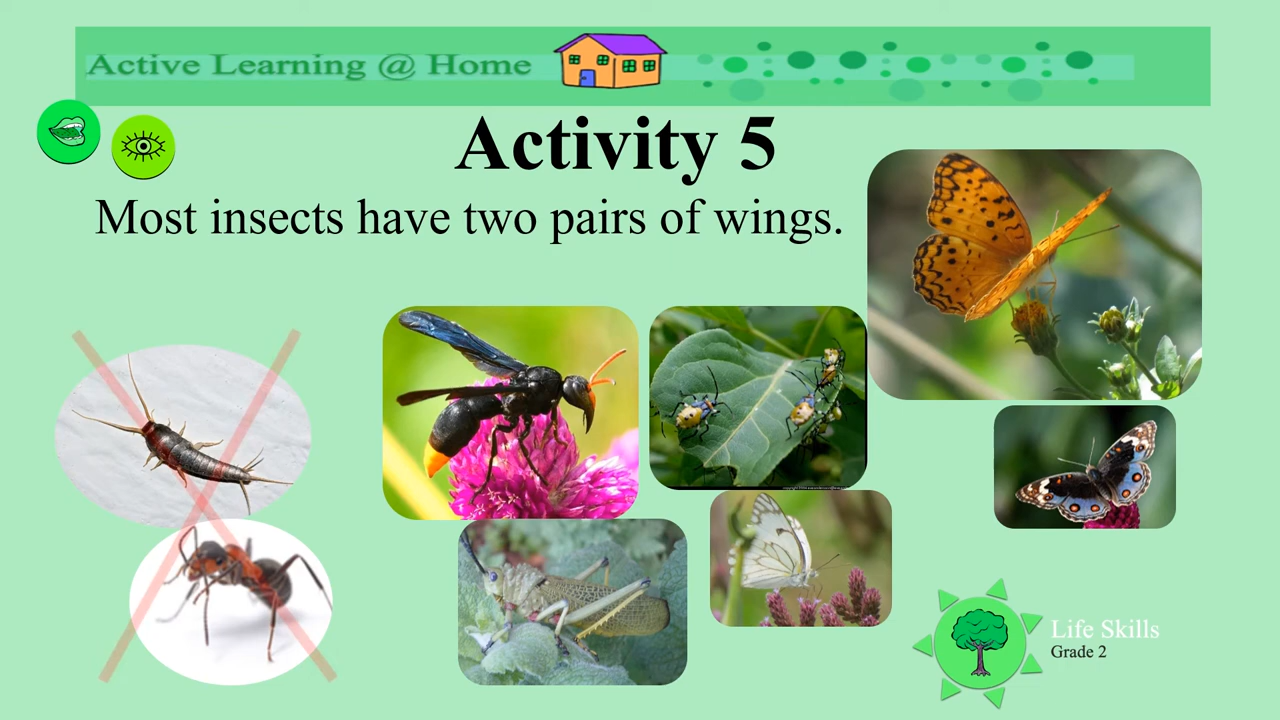 Active Learning @ Home
Activity 5
Most insects have two pairs of wings.
Life Skills
Grade 2